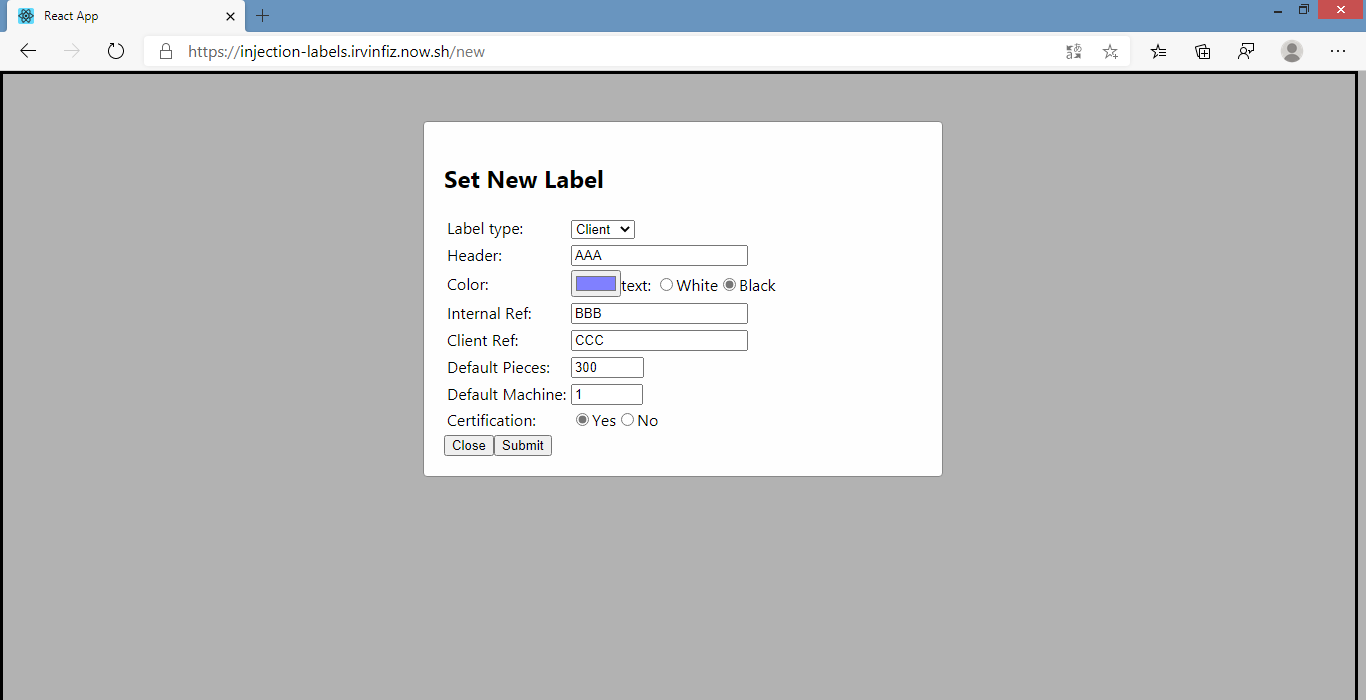 React App
https://injection-labels.irvinfiz.now.sh/new
Set New Label
Label type: Client
Header: AAA
Color: text: White Black
Internal Ref: BBB
Client Ref: CCC
Default Pieces: 300
Default Machine: 1
Certification: Yes No
Close Submit